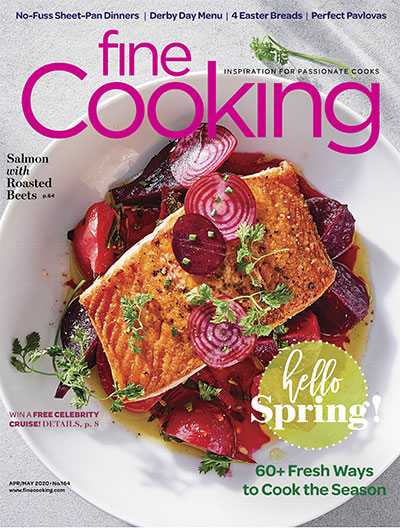 No-Fuss Sheet-Pan Dinners | Derby Day Menu | 4 Easter Breads | Perfect Pavlovas
fine
Cooking
INSPIRATION FOR PASSIONATE COOKS
Salmon
with
Roasted
Beets p.64
hello
Spring!
WIN A FREE CELEBRITY
CRUISE! DETAILS, p. 8
60+ Fresh Ways
to Cook the Season
APR/MAY 2020 • No.164
www.finecooking.com